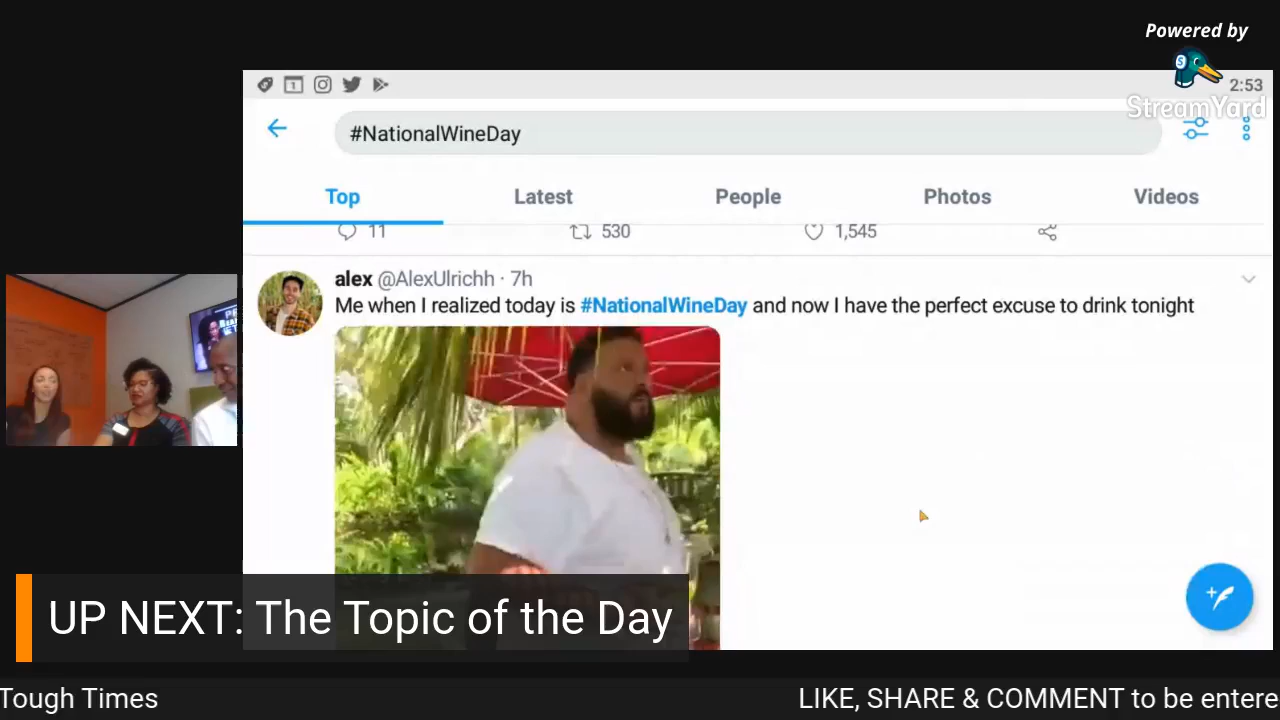 Powered by
StreamYard
2:53
#NationalWineDay
Top
Latest
People
Photos
Videos
11
530
1,545
alex @AlexUlrichh · 7h
Me when I realized today is #NationalWineDay and now I have the perfect excuse to drink tonight
UP NEXT: The Topic of the Day
Tough Times
LIKE, SHARE & COMMENT to be entere